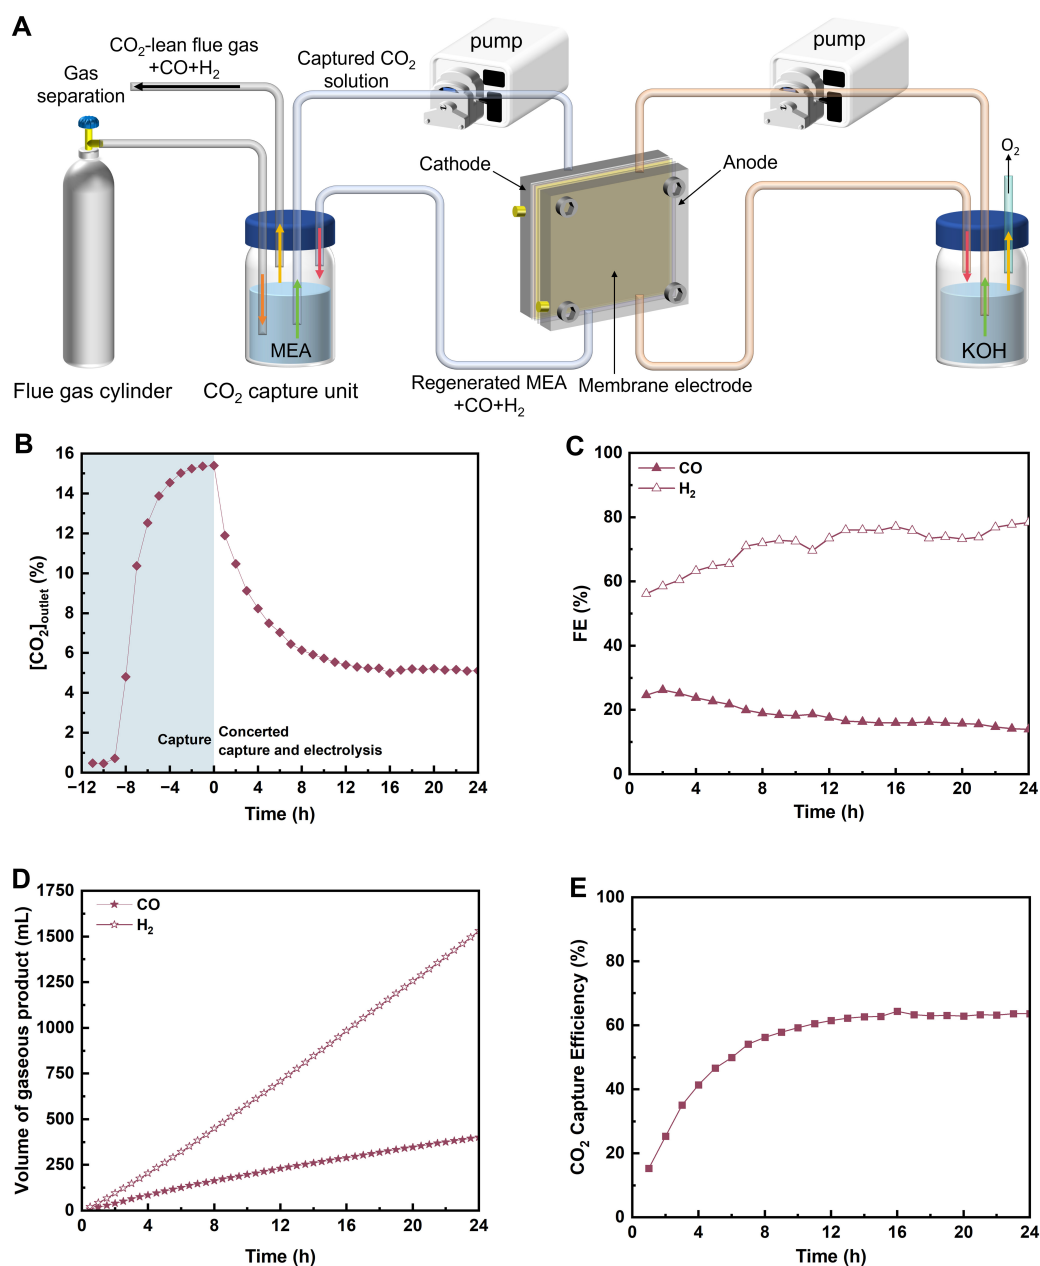 A
CO₂-lean flue gas
+CO+H₂
Gas
separation
Captured CO₂
solution
pump
pump
Cathode
Anode
O₂
MEA
KOH
Flue gas cylinder
CO₂ capture unit
Regenerated MEA
+CO+H₂
Membrane electrode
B
[CO₂]outlet (%)
16
14
12
10
8
6
4
2
0
Capture
Concerted
capture and electrolysis
−12 −8 −4 0 4 8 12 16 20 24
Time (h)
C
FE (%)
100
80
60
40
20
0
CO
H₂
0 4 8 12 16 20 24
Time (h)
D
Volume of gaseous product (mL)
1750
1500
1250
1000
750
500
250
0
CO
H₂
0 4 8 12 16 20 24
Time (h)
E
CO₂ Capture Efficiency (%)
100
80
60
40
20
0
0 4 8 12 16 20 24
Time (h)